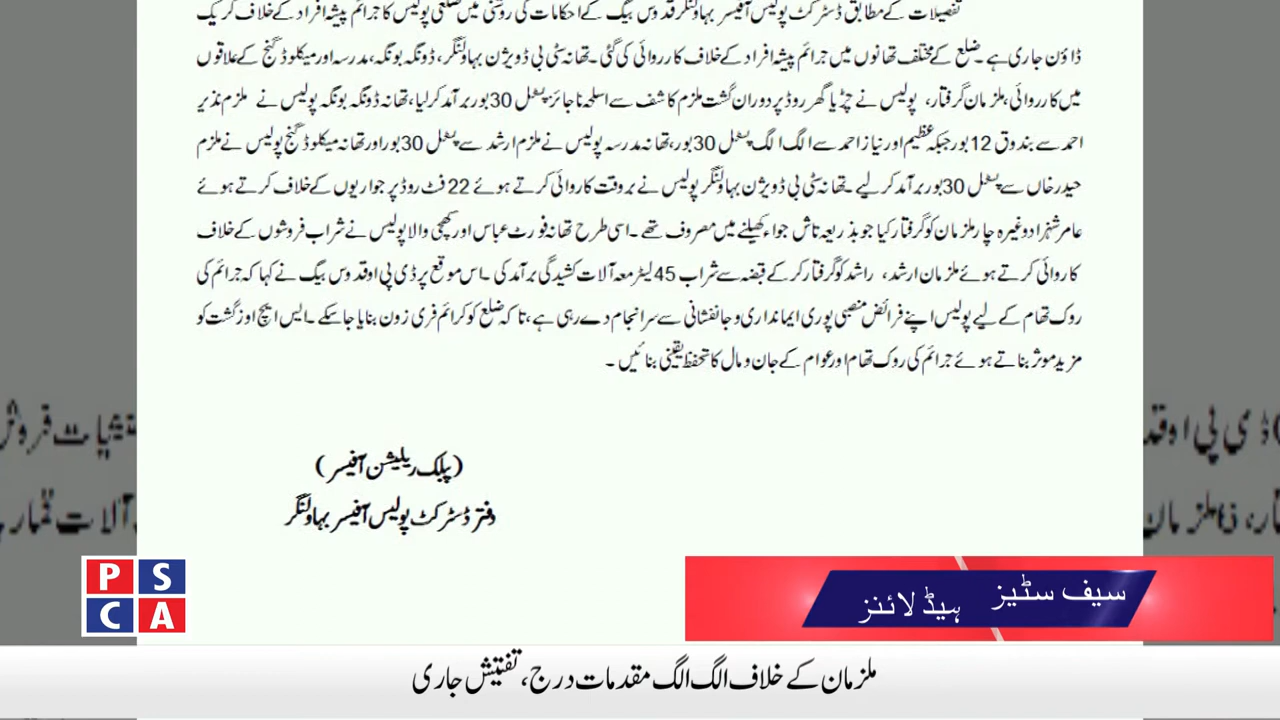 تفصیلات کے مطابق ڈسٹرکٹ پولیس آفیسر بہاولنگر قدوس بیگ کے احکامات کی روشنی میں ضلعی پولیس کا جرائم پیشہ افراد کے خلاف کریک
ڈاؤن جاری ہے۔ ضلع کے مختلف تھانوں میں جرائم پیشہ افراد کے خلاف کارروائی کی گئی۔ تھانہ سٹی بی ڈویژن بہاولنگر، ڈونگہ بونگہ، مدرسہ اور میکلوڈ گنج کے علاقوں
میں کارروائی، ملزمان گرفتار، پولیس نے چڑیا گھر روڈ پر دوران گشت ملزم کاشف سے اسلحہ ناجائز پسٹل 30 بور برآمد کر لیا، تھانہ ڈونگہ بونگہ پولیس نے ملزم نذیر
احمد سے بندوق 12 بور جبکہ عظیم اور نیاز احمد سے الگ الگ پسٹل 30 بور، تھانہ مدرسہ پولیس نے ملزم ارشد سے پسٹل 30 بور اور تھانہ میکلوڈ گنج پولیس نے ملزم
حیدر خاں سے پسٹل 30 بور برآمد کر لیے۔ تھانہ سٹی بی ڈویژن بہاولنگر پولیس نے بروقت کاروائی کرتے ہوئے 22 فٹ روڈ پر جواریوں کے خلاف کرتے ہوئے
عامر شہزاد وغیرہ چار ملزمان کو گرفتار کیا جو بذریعہ تاش جواء کھیلنے میں مصروف تھے۔ اسی طرح تھانہ فورٹ عباس اور کھچی والا پولیس نے شراب فروشوں کے خلاف
کاروائی کرتے ہوئے ملزمان ارشد، راشد کو گرفتار کر کے قبضہ سے شراب 45 لیٹر معہ آلات کشیدگی برآمد کی۔ اس موقع پر ڈی پی او قدوس بیگ نے کہا کہ جرائم کی
روک تھام کے لیے پولیس اپنے فرائض منصبی پوری ایمانداری و جانفشانی سے سرانجام دے رہی ہے، تاکہ ضلع کو کرائم فری زون بنایا جا سکے۔ ایس ایچ اوز گشت کو
مزید موثر بناتے ہوئے جرائم کی روک تھام اور عوام کے جان و مال کا تحفظ یقینی بنائیں۔
(پبلک ریلیشن آفیسر)
دفتر ڈسٹرکٹ پولیس آفیسر بہاولنگر
PSCA
سیف سٹیز ہیڈ لائنز
ملزمان کے خلاف الگ الگ مقدمات درج، تفتیش جاری